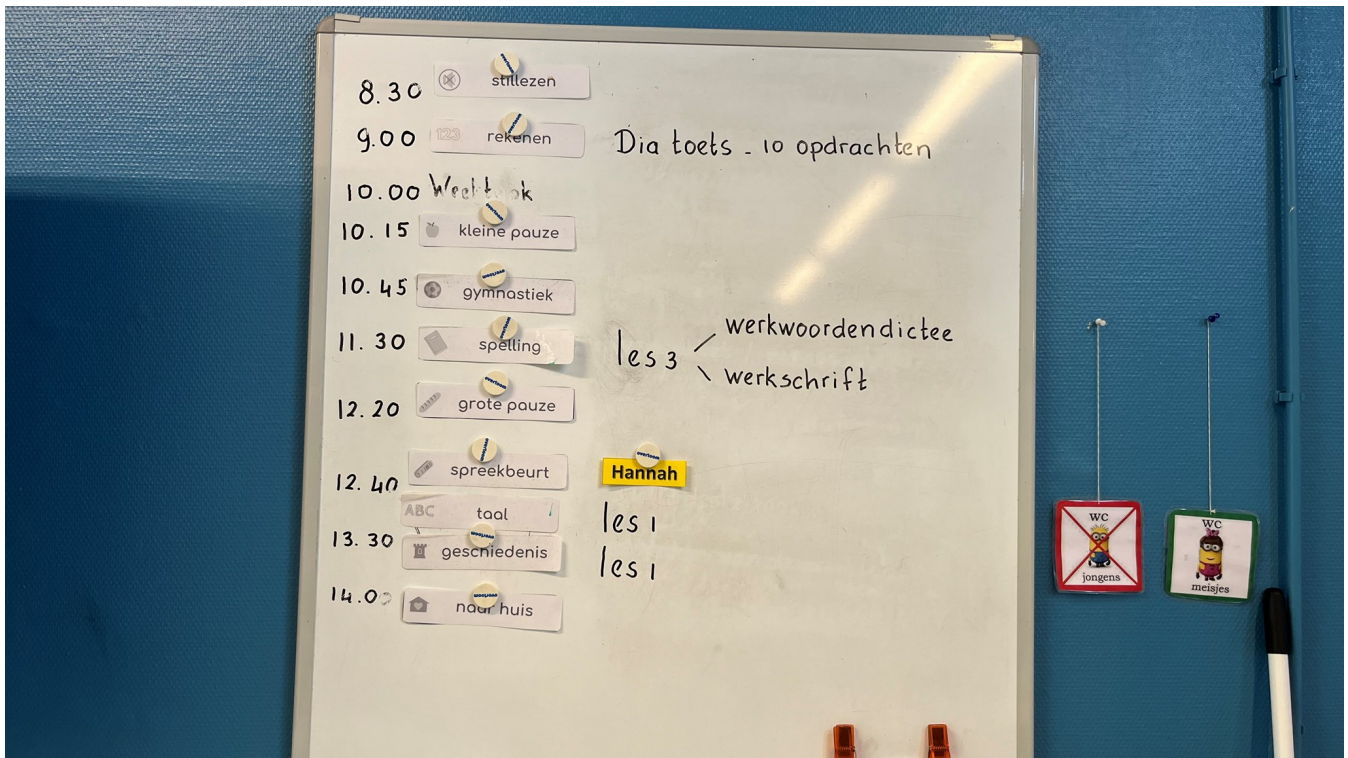 8.30 stillezen
9.00 123 rekenen Dia toets - 10 opdrachten
10.00
10.15 kleine pauze
10.45 gymnastiek
11.30 spelling les 3 werkwoordendictee
werkschrift
12.20 grote pauze
12.40 spreekbeurt Hannah
ABC taal les 1
13.30 geschiedenis les 1
14.00 naar huis
wc
jongens
wc
meisjes